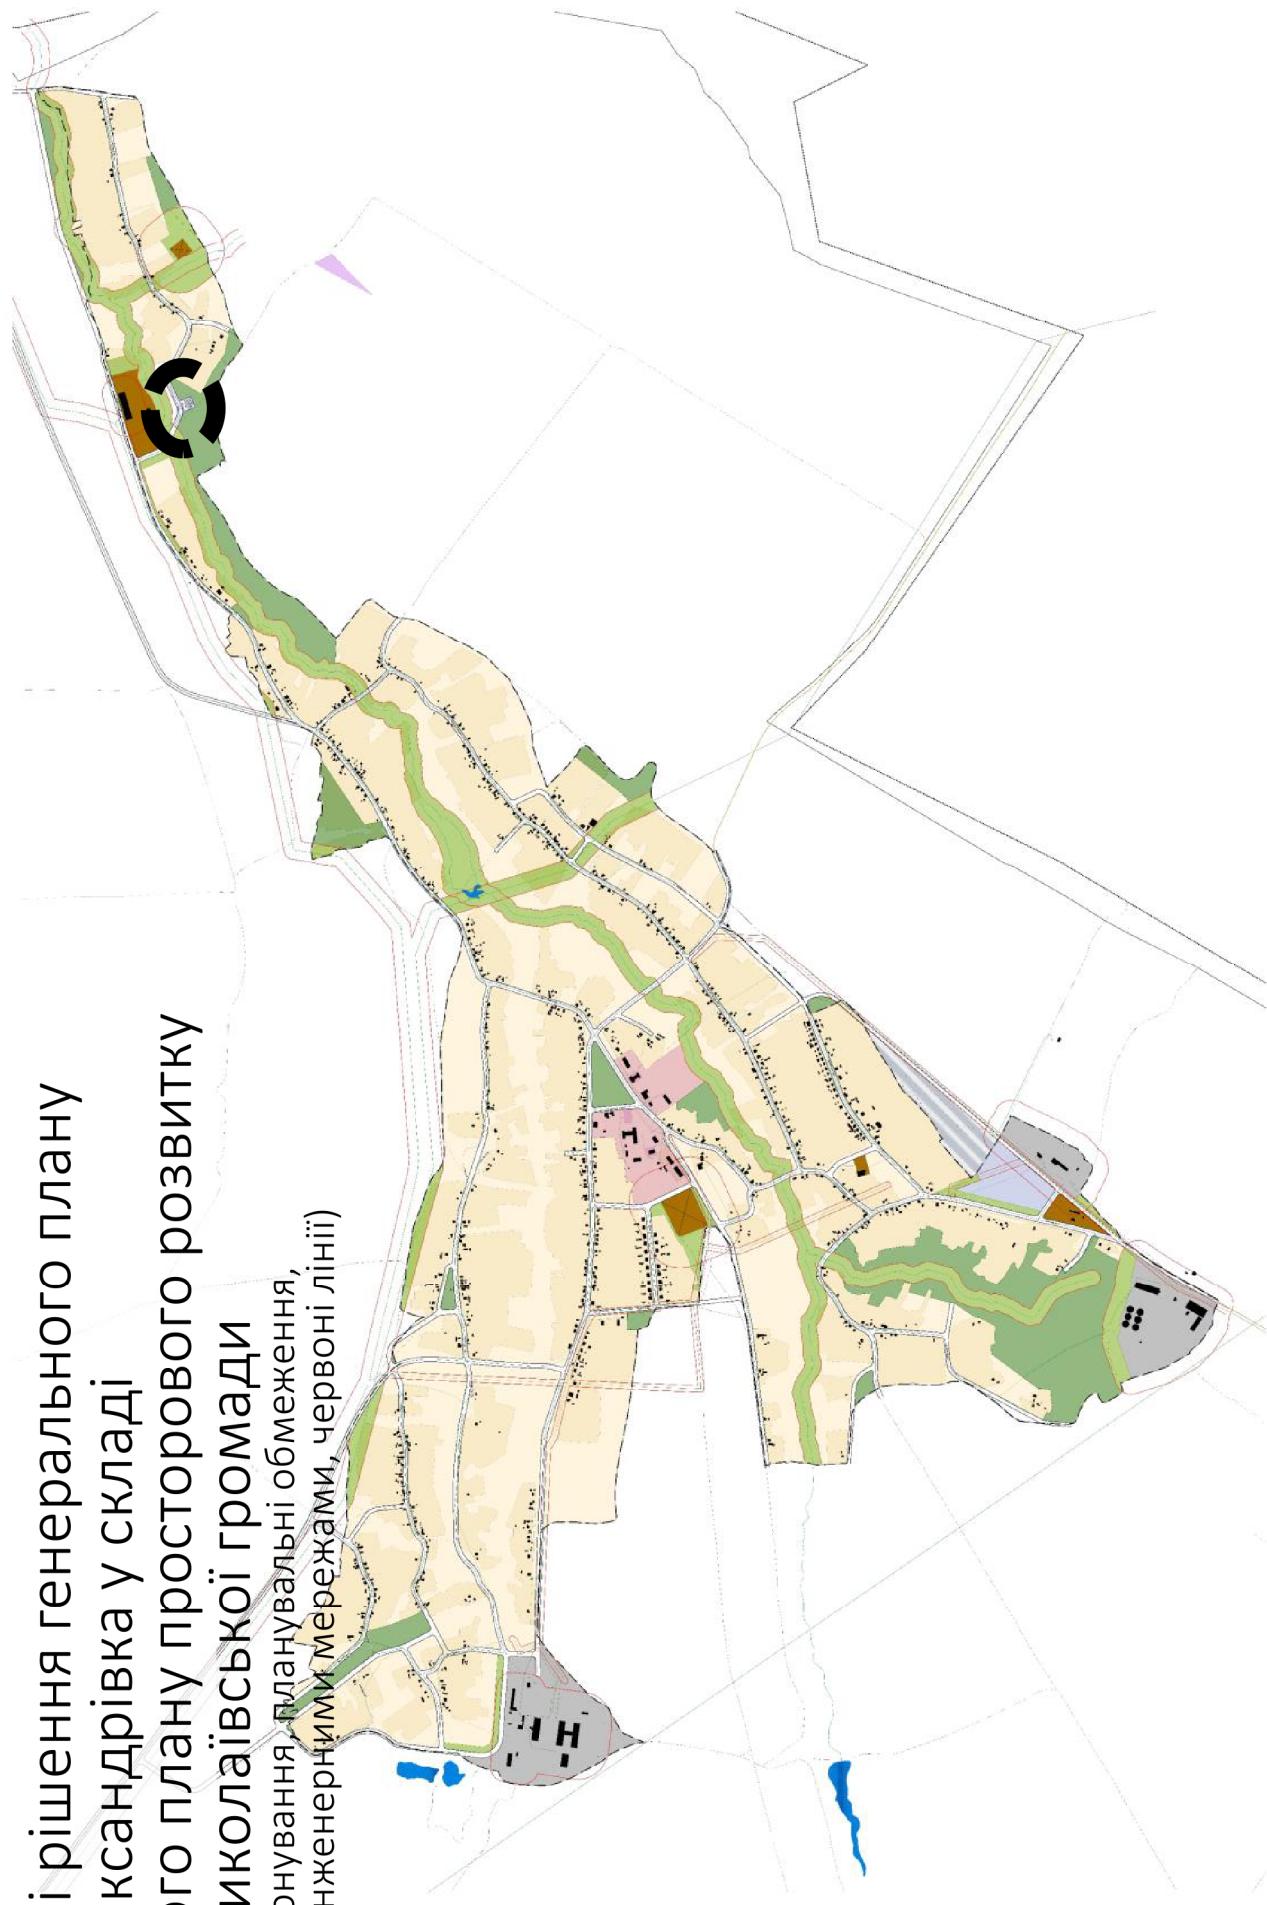 і рішення генерального плану
ксандрівка у складі
ого плану просторового розвитку
иколаївської громади
онування, планувальні обмеження,
нженерними мережами, червоні лінії)